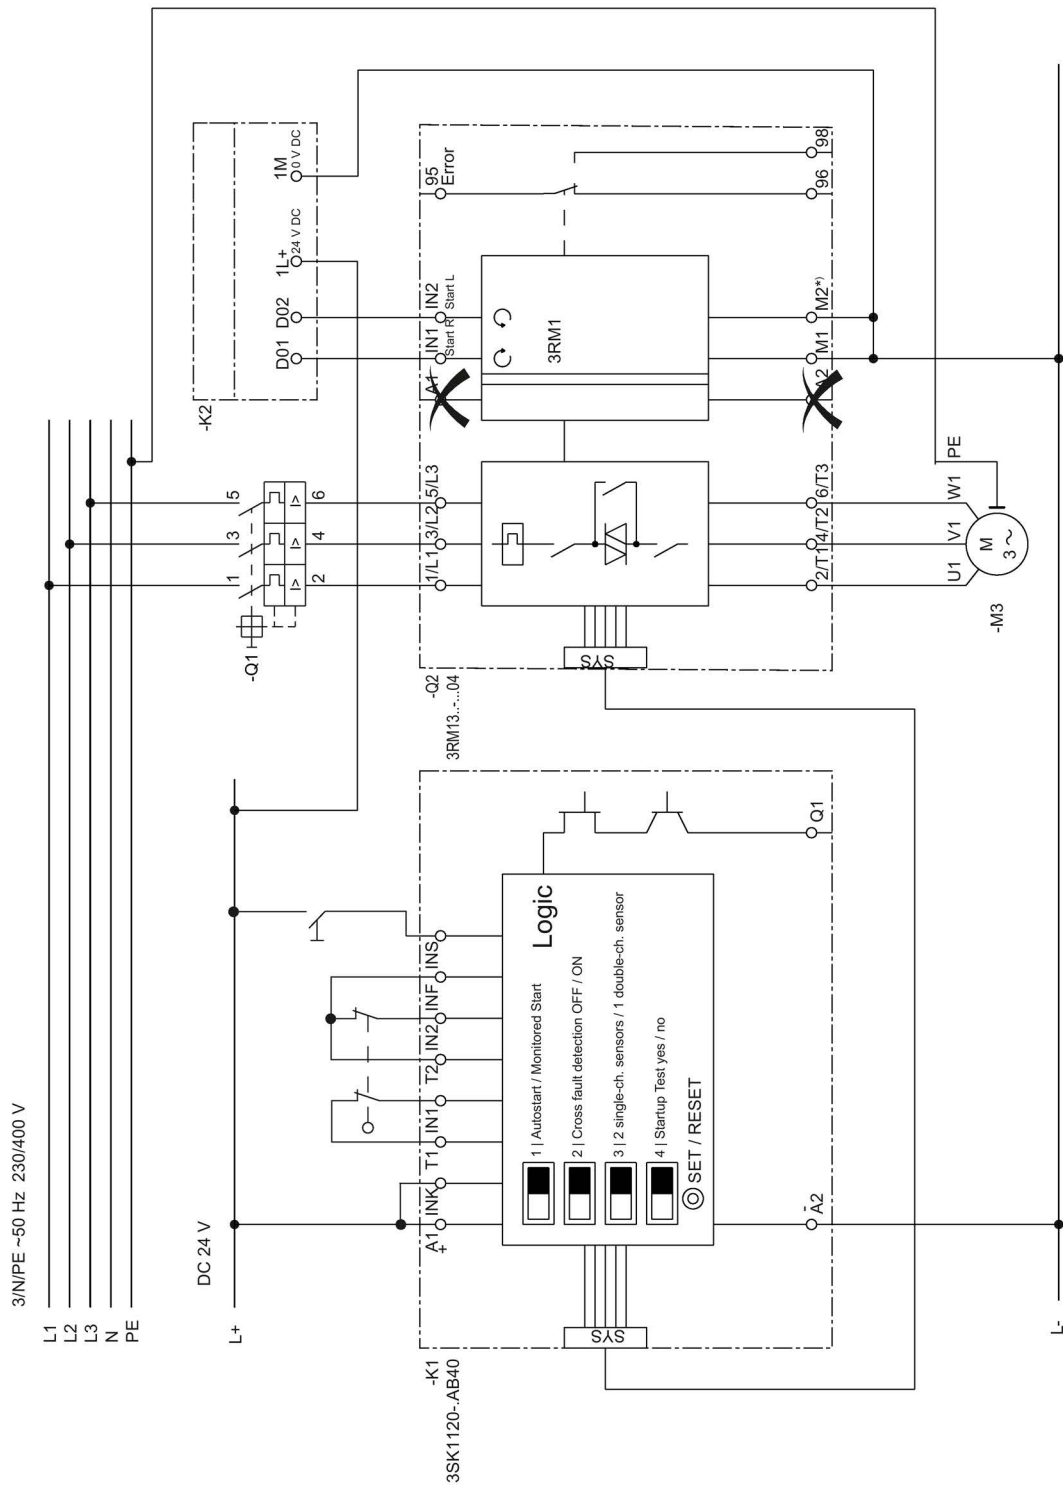 3/N/PE ~50 Hz 230/400 V
L1
L2
L3
N
PE
DC 24 V
L+
-K1
3SK1120-.AB40
A1
+
INK
T1
IN1
T2
IN2
INF
INS
SYS
Logic
1 | Autostart / Monitored Start
2 | Cross fault detection OFF / ON
3 | 2 single-ch. sensors / 1 double-ch. sensor
4 | Startup Test yes / no
SET / RESET
A2
-
Q1
L-
-Q1
1
3
5
I>
I>
I>
2
4
6
-K2
D01
D02
1L+
24 V DC
1M
0 V DC
-Q2
3RM13..-...04
SYS
1/L1
3/L2
5/L3
A1
IN1
Start R
IN2
Start L
95
Error
3RM1
2/T1
4/T2
6/T3
A2
M1
M2*)
96
98
U1
V1
W1
PE
M
3 ~
-M3